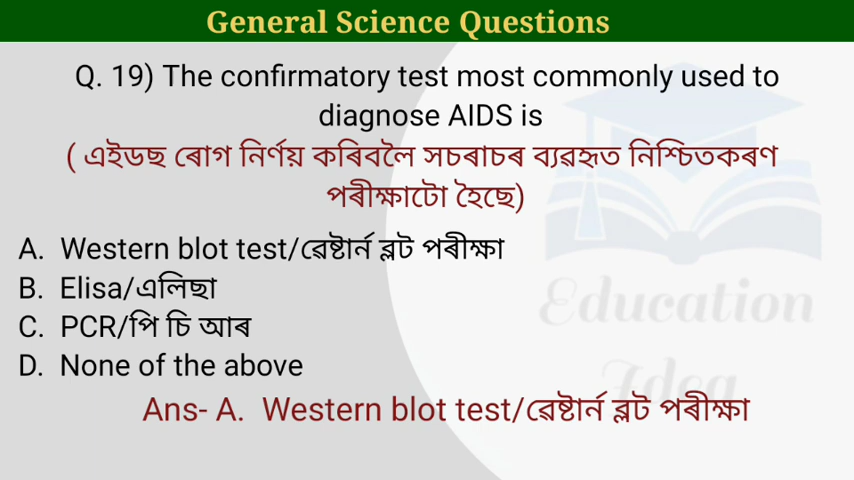 General Science Questions
Q. 19) The confirmatory test most commonly used to
diagnose AIDS is
( এইডছ ৰোগ নিৰ্ণয় কৰিবলৈ সচৰাচৰ ব্যৱহৃত নিশ্চিতকৰণ
পৰীক্ষাটো হৈছে)
A. Western blot test/ৱেষ্টাৰ্ন ব্লট পৰীক্ষা
B. Elisa/এলিছা
C. PCR/পি চি আৰ
Education
D. None of the above
Idea
Ans- A. Western blot test/ৱেষ্টাৰ্ন ব্লট পৰীক্ষা